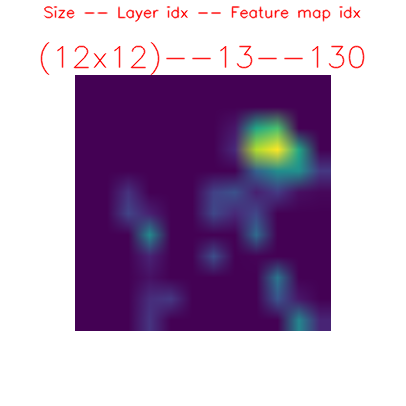 Size -- Layer idx -- Feature map idx
(12x12)--13--130